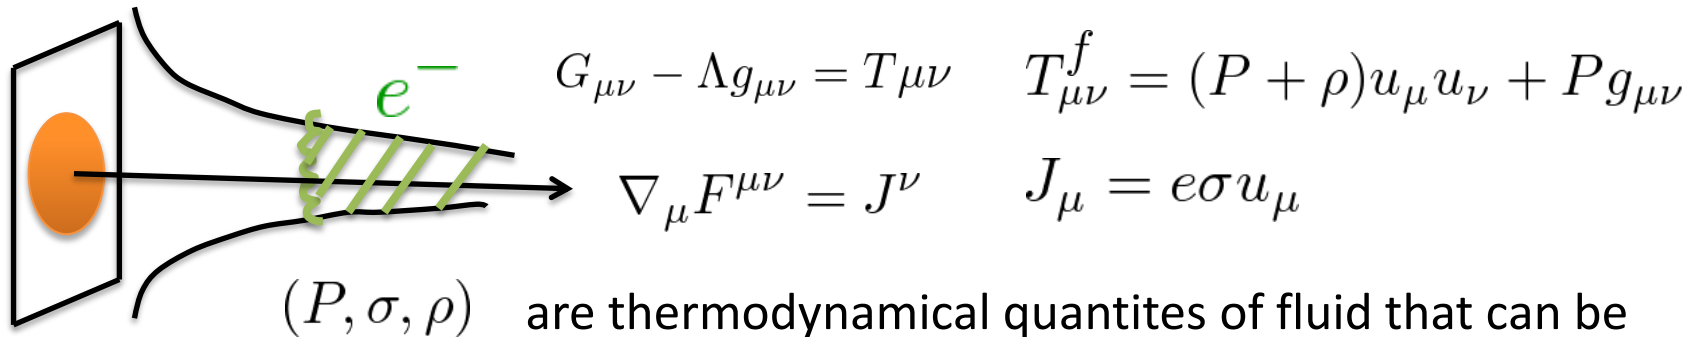 e⁻
G_{μν} − Λg_{μν} = Tμν
T^f_{μν} = (P + ρ)u_μu_ν + Pg_{μν}
∇_μF^{μν} = J^ν
J_μ = eσu_μ
(P, σ, ρ) are thermodynamical quantites of fluid that can be